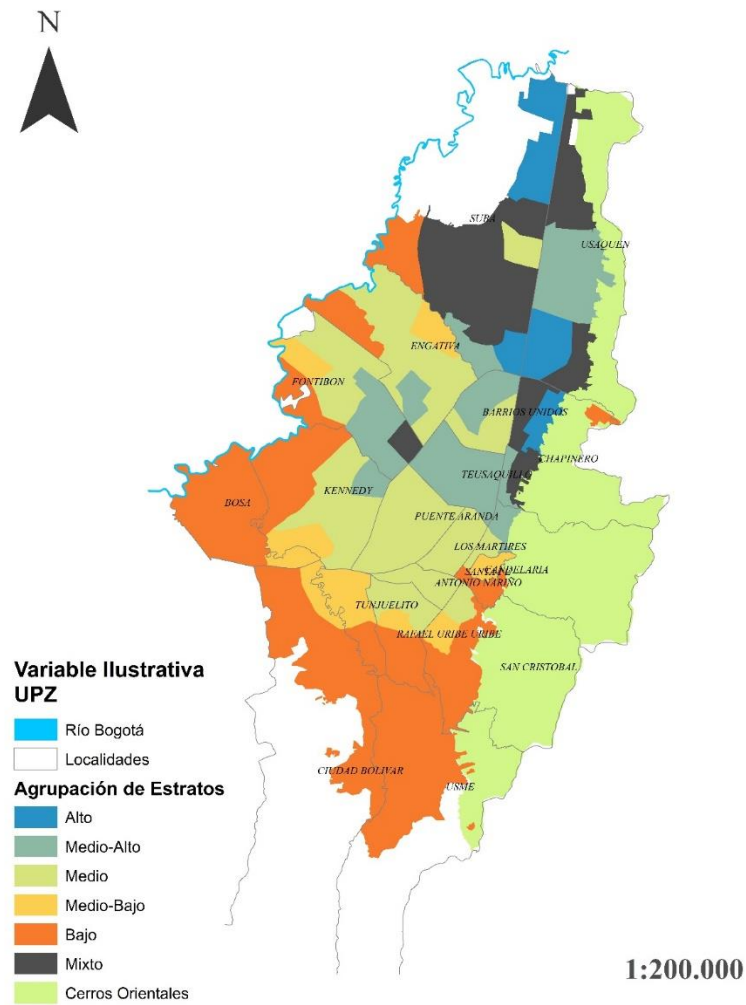 N
SUBA
USAQUEN
ENGATIVA
FONTIBON
BARRIOS UNIDOS
CHAPINERO
TEUSAQUILLO
KENNEDY
BOSA
PUENTE ARANDA
LOS MARTIRES
SANTA FE
CANDELARIA
ANTONIO NARIÑO
TUNJUELITO
RAFAEL URIBE URIBE
SAN CRISTOBAL
CIUDAD BOLIVAR
USME
Variable Ilustrativa
UPZ
Río Bogotá
Localidades
Agrupación de Estratos
Alto
Medio-Alto
Medio
Medio-Bajo
Bajo
Mixto
Cerros Orientales
1:200.000